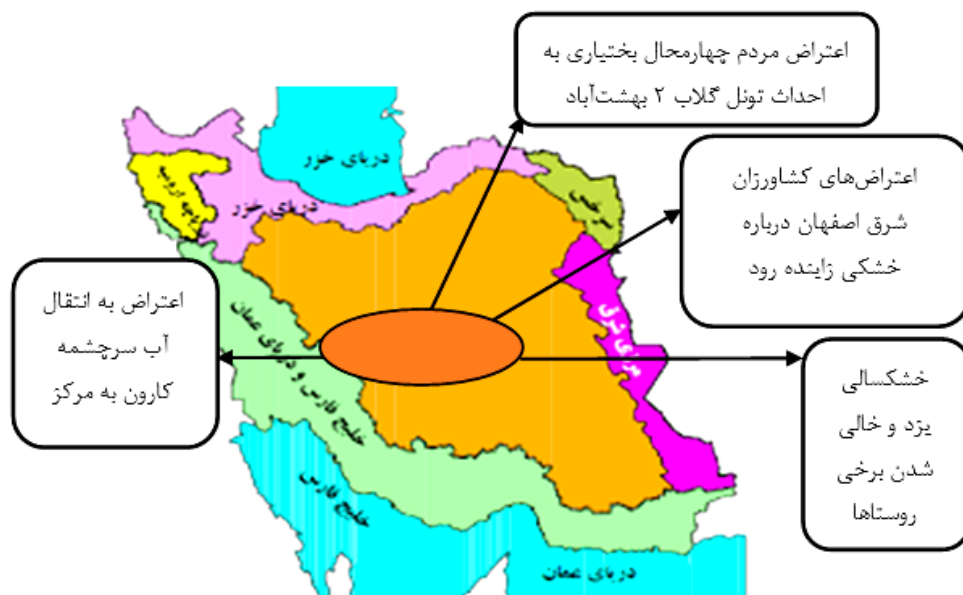 اعتراض مردم چهارمحال بختیاری به
احداث تونل گلاب ۲ بهشت‌آباد
اعتراض‌های کشاورزان
شرق اصفهان درباره
خشکی زاینده رود
اعتراض به انتقال
آب سرچشمه
کارون به مرکز
خشکسالی
یزد و خالی
شدن برخی
روستاها
دریای خزر
دریای خزر
خلیج فارس و دریای عمان
مرزی شرقی
خلیج فارس
دریای عمان